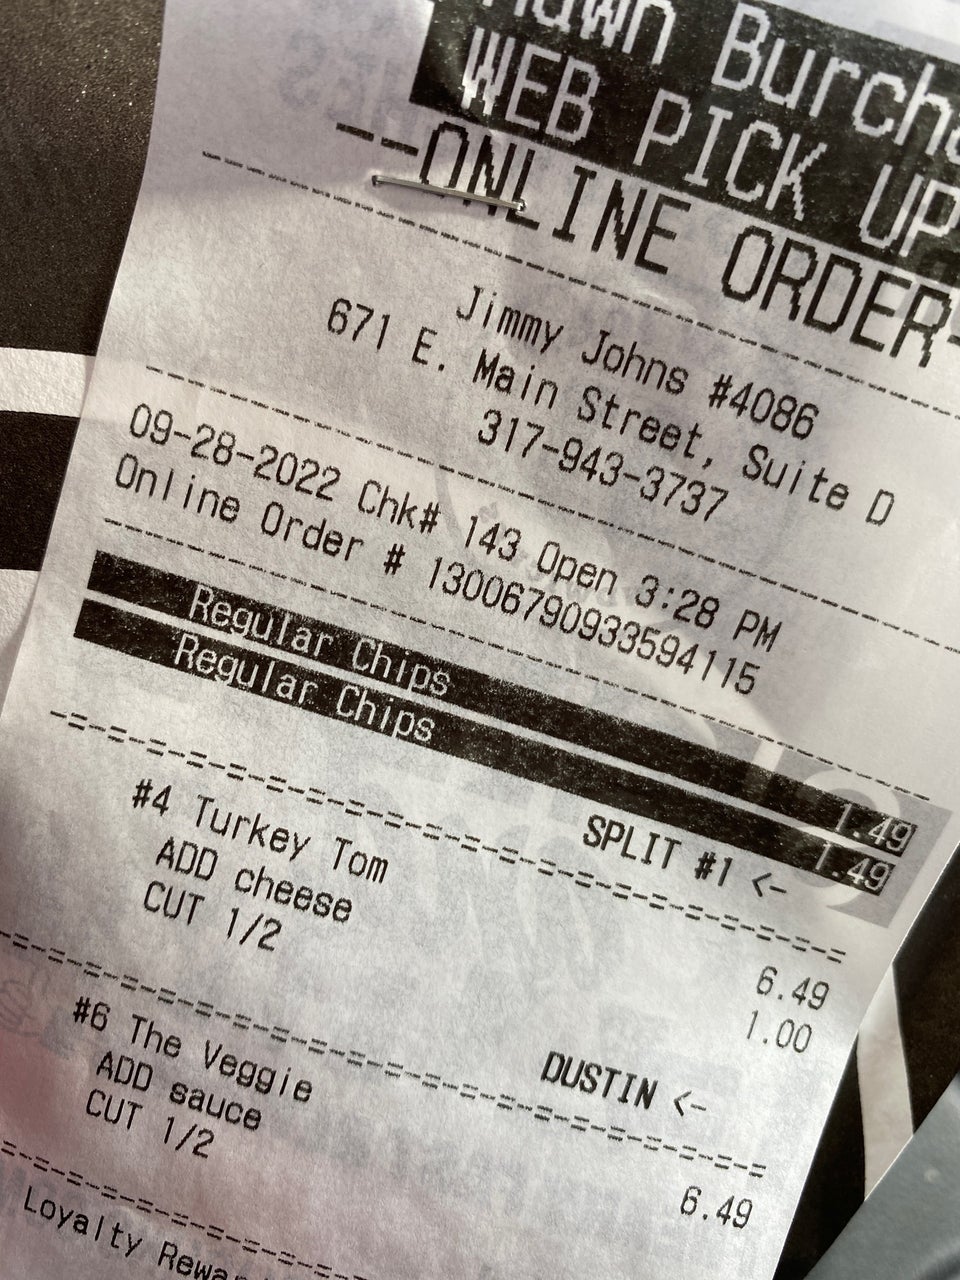 Burch
WEB PICK UP
--ONLINE ORDER-
Jimmy Johns #4086
671 E. Main Street, Suite D
317-943-3737
09-28-2022 Chk# 143 Open 3:28 PM
Online Order # 13006790933594115
Regular Chips 1.49
Regular Chips 1.49
SPLIT #1 <-
#4 Turkey Tom 6.49
ADD cheese 1.00
CUT 1/2
DUSTIN <-
#6 The Veggie 6.49
ADD sauce
CUT 1/2
Loyalty Rewar